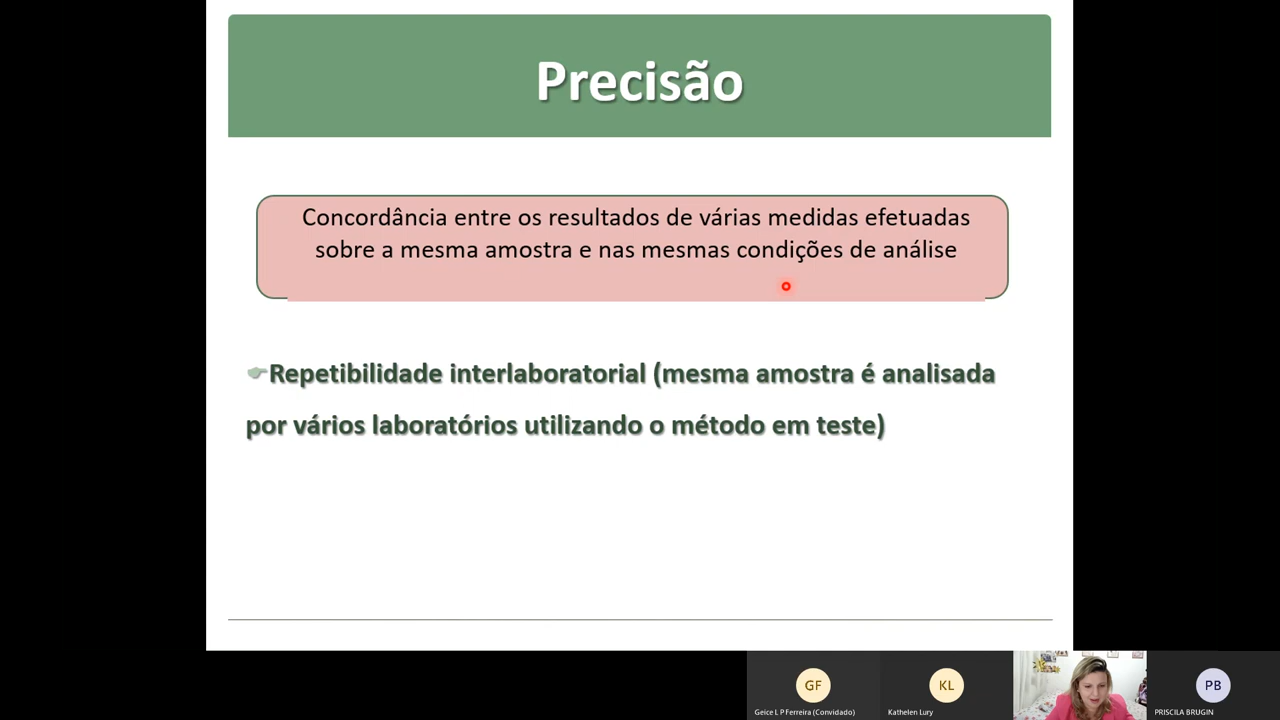 Precisão
Concordância entre os resultados de várias medidas efetuadas
sobre a mesma amostra e nas mesmas condições de análise
Repetibilidade interlaboratorial (mesma amostra é analisada
por vários laboratórios utilizando o método em teste)
GF
KL
PB
Geice L P Ferreira (Convidado)
Kathelen Lury
PRISCILA BRUGIN